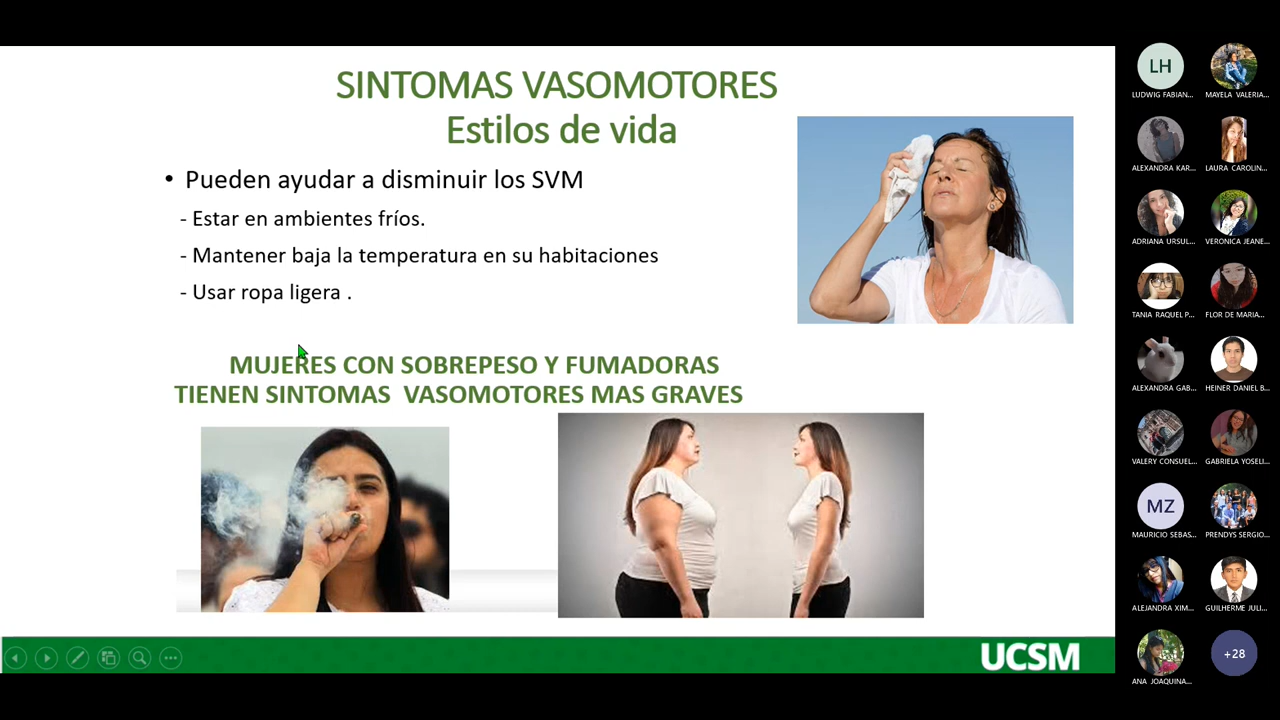 SINTOMAS VASOMOTORES
Estilos de vida
• Pueden ayudar a disminuir los SVM
- Estar en ambientes fríos.
- Mantener baja la temperatura en su habitaciones
- Usar ropa ligera .
MUJERES CON SOBREPESO Y FUMADORAS
TIENEN SINTOMAS  VASOMOTORES MAS GRAVES
UCSM
LH
LUDWIG FABIAN...
MAYELA VALERIA...
ALEXANDRA KAR...
LAURA CAROLIN...
ADRIANA URSUL...
VERONICA JEANE...
TANIA RAQUEL P...
FLOR DE MARIA...
ALEXANDRA GAB...
HEINER DANIEL B...
VALERY CONSUEL...
GABRIELA YOSELI...
MZ
MAURICIO SEBAS...
PRENDYS SERGIO...
ALEJANDRA XIM...
GUILHERME JULI...
ANA JOAQUINA...
+28